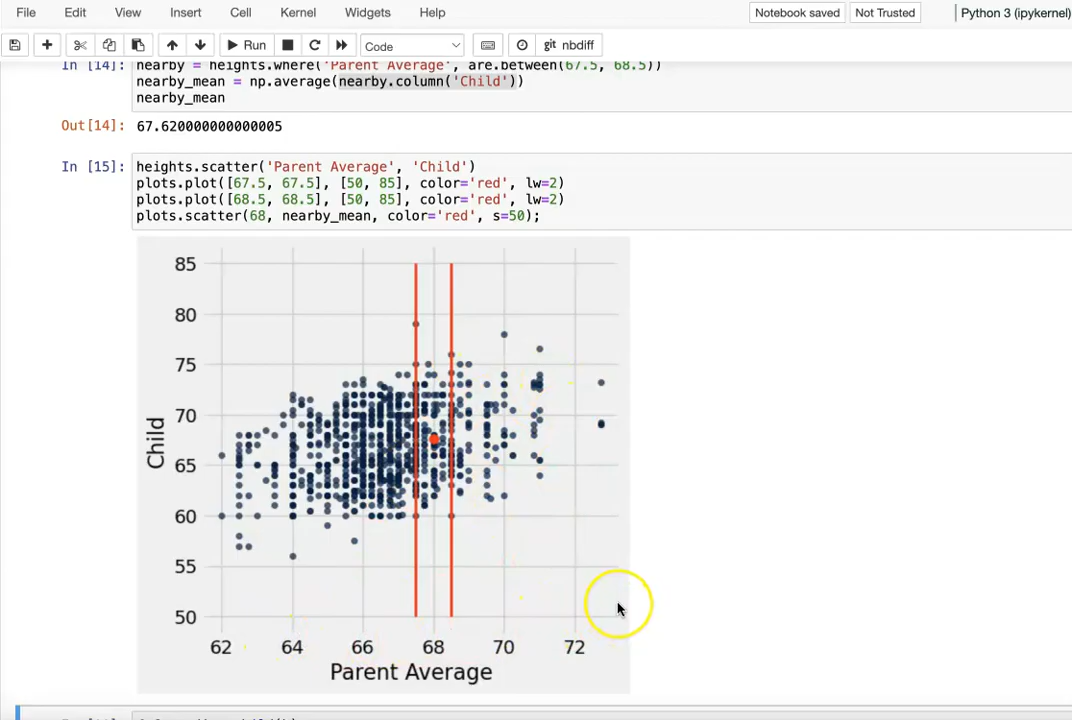 File Edit View Insert Cell Kernel Widgets Help Notebook saved Not Trusted Python 3 (ipykernel)
Run Code git nbdiff
In [14]: nearby = heights.where('Parent Average', are.between(67.5, 68.5))
nearby_mean = np.average(nearby.column('Child'))
nearby_mean
Out[14]: 67.620000000000005
In [15]: heights.scatter('Parent Average', 'Child')
plots.plot([67.5, 67.5], [50, 85], color='red', lw=2)
plots.plot([68.5, 68.5], [50, 85], color='red', lw=2)
plots.scatter(68, nearby_mean, color='red', s=50);
85
80
75
70
65
60
55
50
Child
62 64 66 68 70 72
Parent Average